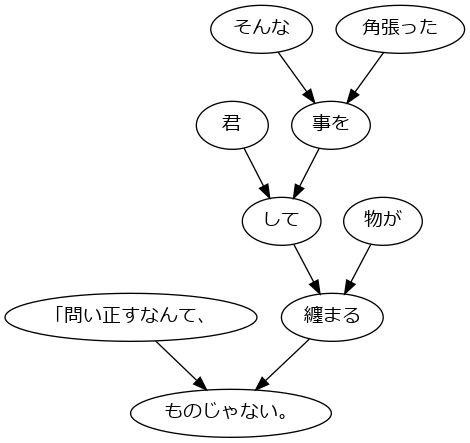 そんな
角張った
君
事を
して
物が
「問い正すなんて、
纏まる
ものじゃない。